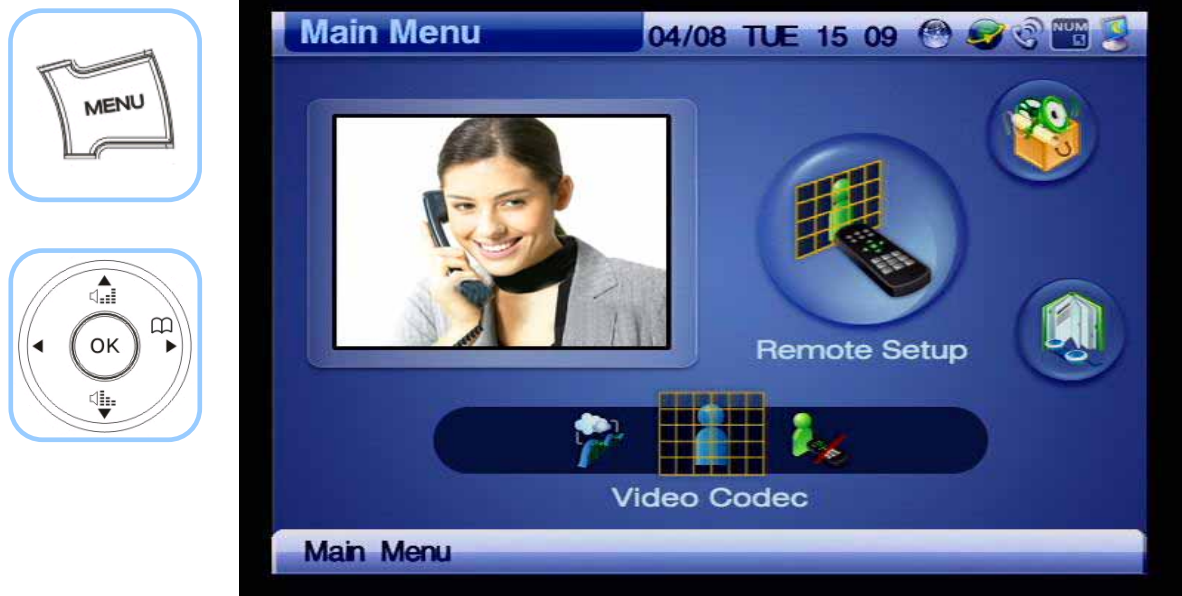 MENU
OK
Main Menu
04/08 TUE 15 09
NUM
Remote Setup
Video Codec
Main Menu